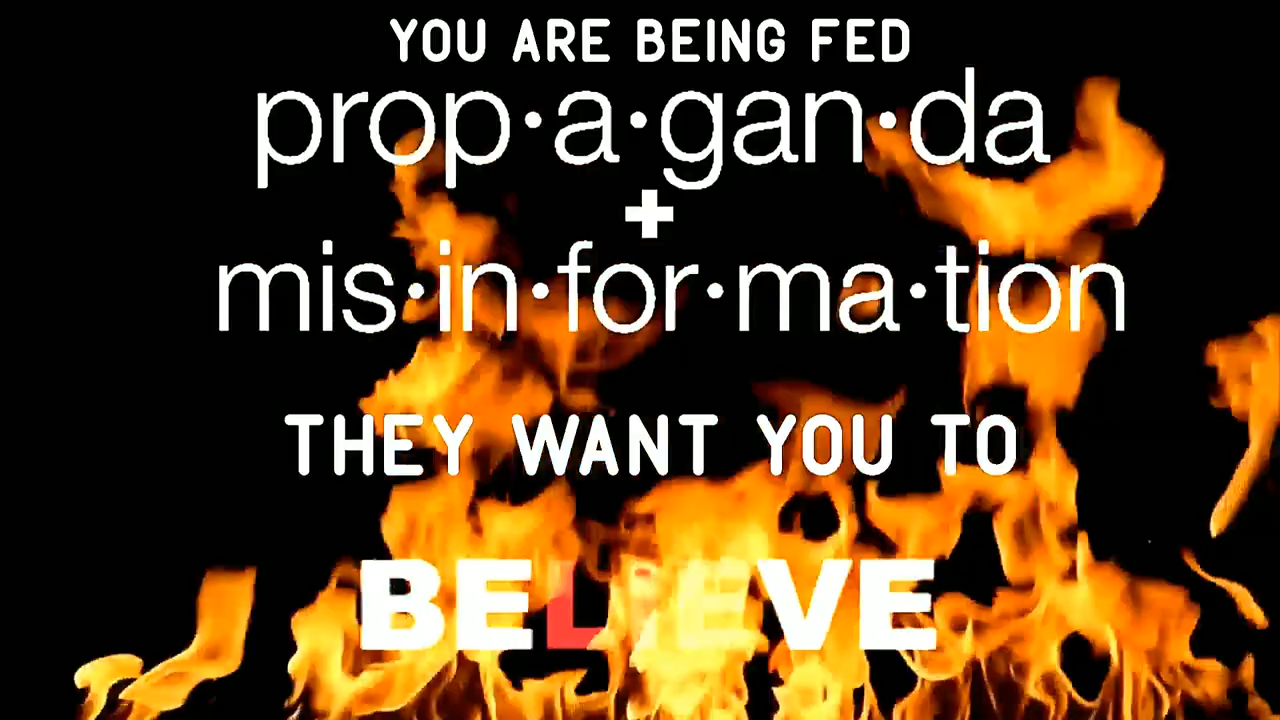 YOU ARE BEING FED
prop·a·gan·da
+
mis·in·for·ma·tion
THEY WANT YOU TO
BELIEVE